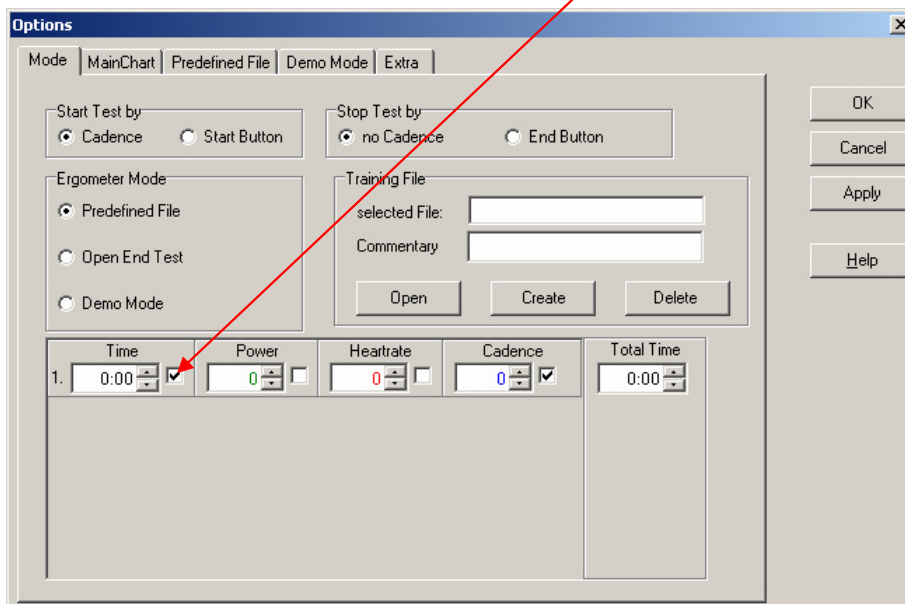 Options
Mode MainChart Predefined File Demo Mode Extra
Start Test by
Cadence Start Button
Stop Test by
no Cadence End Button
OK
Cancel
Apply
Help
Ergometer Mode
Predefined File
Open End Test
Demo Mode
Training File
selected File:
Commentary
Open Create Delete
Time Power Heartrate Cadence Total Time
1. 0:00 0 0 0 0:00